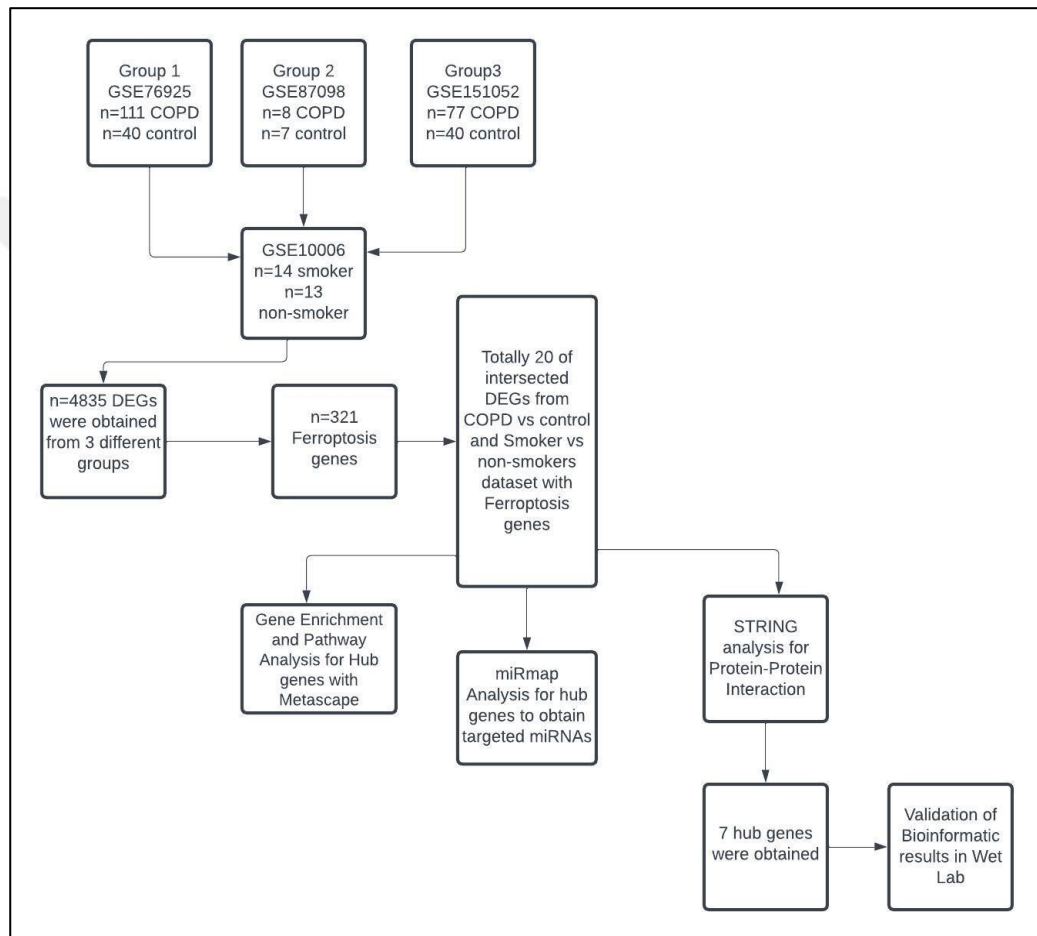 Group 1
GSE76925
n=111 COPD
n=40 control
Group 2
GSE87098
n=8 COPD
n=7 control
Group3
GSE151052
n=77 COPD
n=40 control
GSE10006
n=14 smoker
n=13
non-smoker
n=4835 DEGs
were obtained
from 3 different
groups
n=321
Ferroptosis
genes
Totally 20 of
intersected
DEGs from
COPD vs control
and Smoker vs
non-smokers
dataset with
Ferroptosis
genes
Gene Enrichment
and Pathway
Analysis for Hub
genes with
Metascape
miRmap
Analysis for hub
genes to obtain
targeted miRNAs
STRING
analysis for
Protein-Protein
Interaction
7 hub genes
were obtained
Validation of
Bioinformatic
results in Wet
Lab